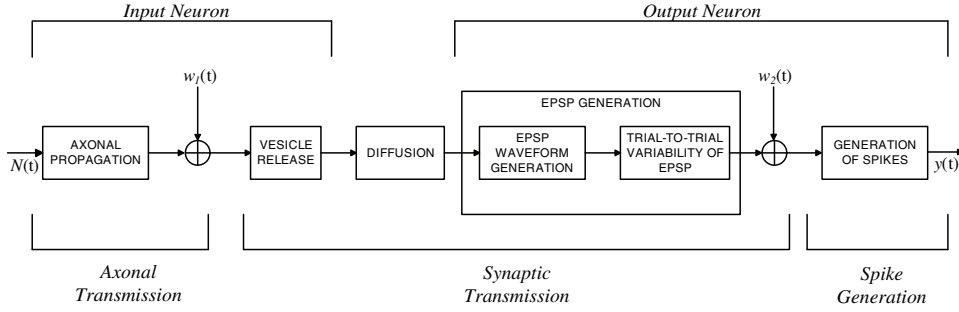 Input Neuron
Output Neuron
w1(t)
w2(t)
EPSP GENERATION
AXONAL
PROPAGATION
VESICLE
RELEASE
DIFFUSION
EPSP
WAVEFORM
GENERATION
TRIAL-TO-TRIAL
VARIABILITY OF
EPSP
GENERATION
OF SPIKES
N(t)
y(t)
Axonal
Transmission
Synaptic
Transmission
Spike
Generation